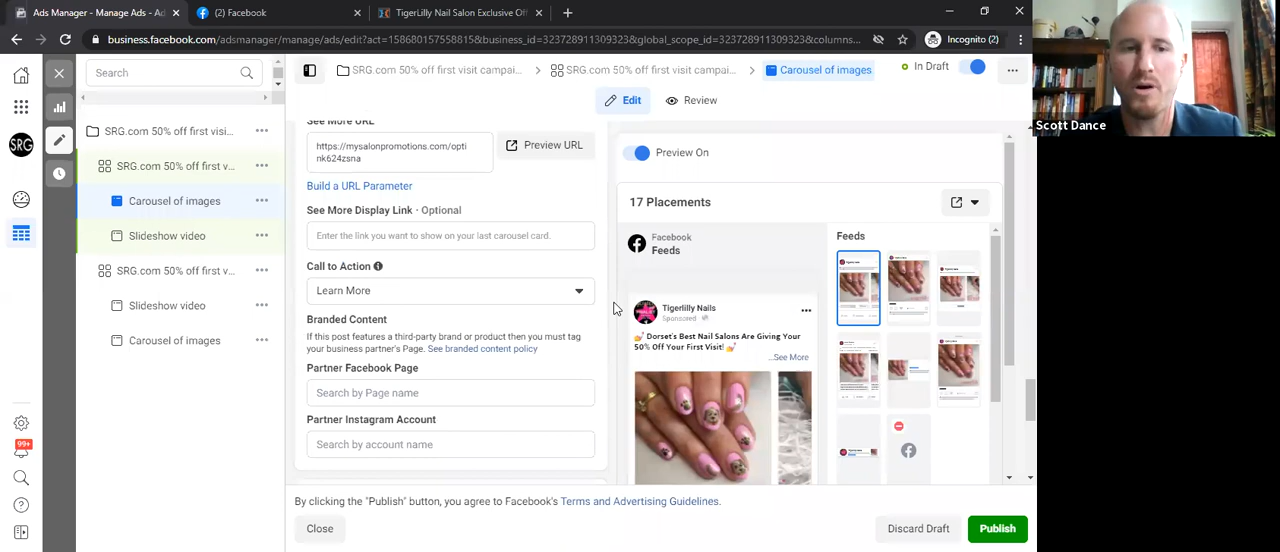 Ads Manager - Manage Ads - Ad
(2) Facebook
TigerLilly Nail Salon Exclusive Off
business.facebook.com/adsmanager/manage/ads/edit?act=158680157558815&business_id=323728911309323&global_scope_id=323728911309323&columns...
Incognito (2)
Search
SRG.com 50% off first visit campai...
SRG.com 50% off first visit campai...
Carousel of images
In Draft
Edit
Review
Scott Dance
SRG
99+
SRG.com 50% off first visi...
SRG.com 50% off first v...
Carousel of images
Slideshow video
SRG.com 50% off first v...
Slideshow video
Carousel of images
See More URL
https://mysalonpromotions.com/opti
nk624zsna
Preview URL
Build a URL Parameter
See More Display Link · Optional
Enter the link you want to show on your last carousel card.
Call to Action
Learn More
Branded Content
If this post features a third-party brand or product then you must tag
your business partner's Page. See branded content policy
Partner Facebook Page
Search by Page name
Partner Instagram Account
Search by account name
Preview On
17 Placements
Facebook
Feeds
Feeds
Tigerlilly Nails
Sponsored
💅 Dorset's Best Nail Salons Are Giving Your
50% Off Your First Visit! 💅
...See More
By clicking the "Publish" button, you agree to Facebook's Terms and Advertising Guidelines.
Close
Discard Draft
Publish